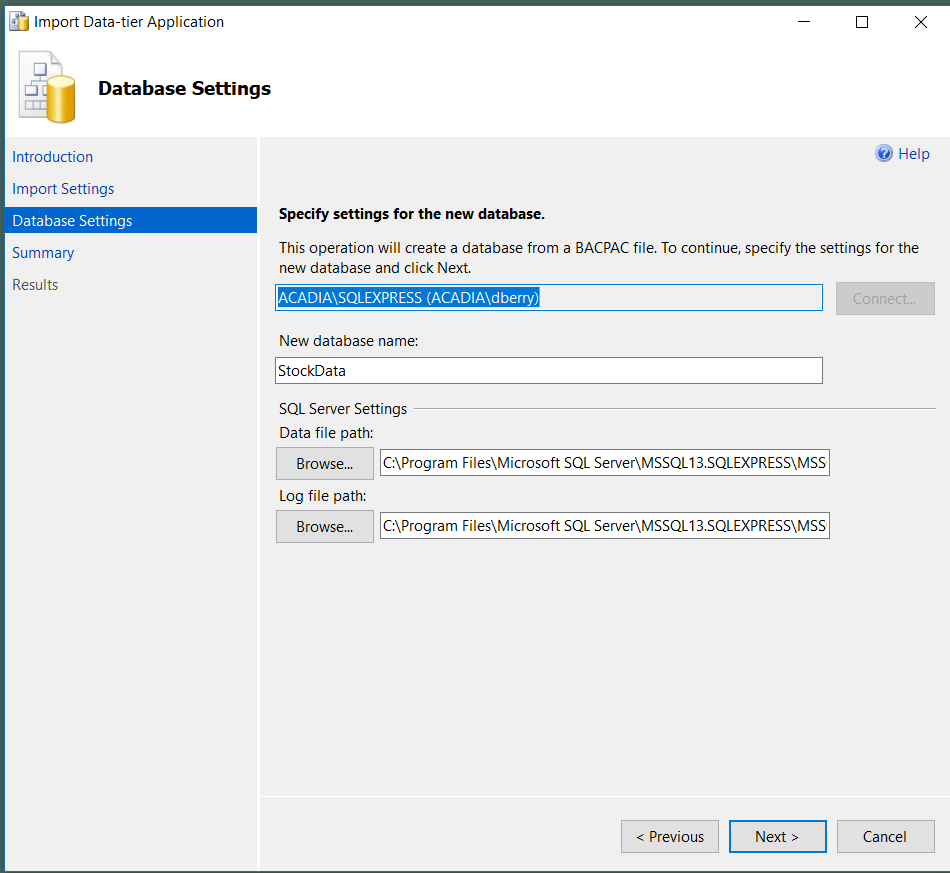 Import Data-tier Application
Database Settings
Introduction
Import Settings
Database Settings
Summary
Results
Help
Specify settings for the new database.
This operation will create a database from a BACPAC file. To continue, specify the settings for the
new database and click Next.
ACADIA\SQLEXPRESS (ACADIA\dberry)
Connect...
New database name:
StockData
SQL Server Settings
Data file path:
Browse... C:\Program Files\Microsoft SQL Server\MSSQL13.SQLEXPRESS\MSS
Log file path:
Browse... C:\Program Files\Microsoft SQL Server\MSSQL13.SQLEXPRESS\MSS
< Previous Next > Cancel